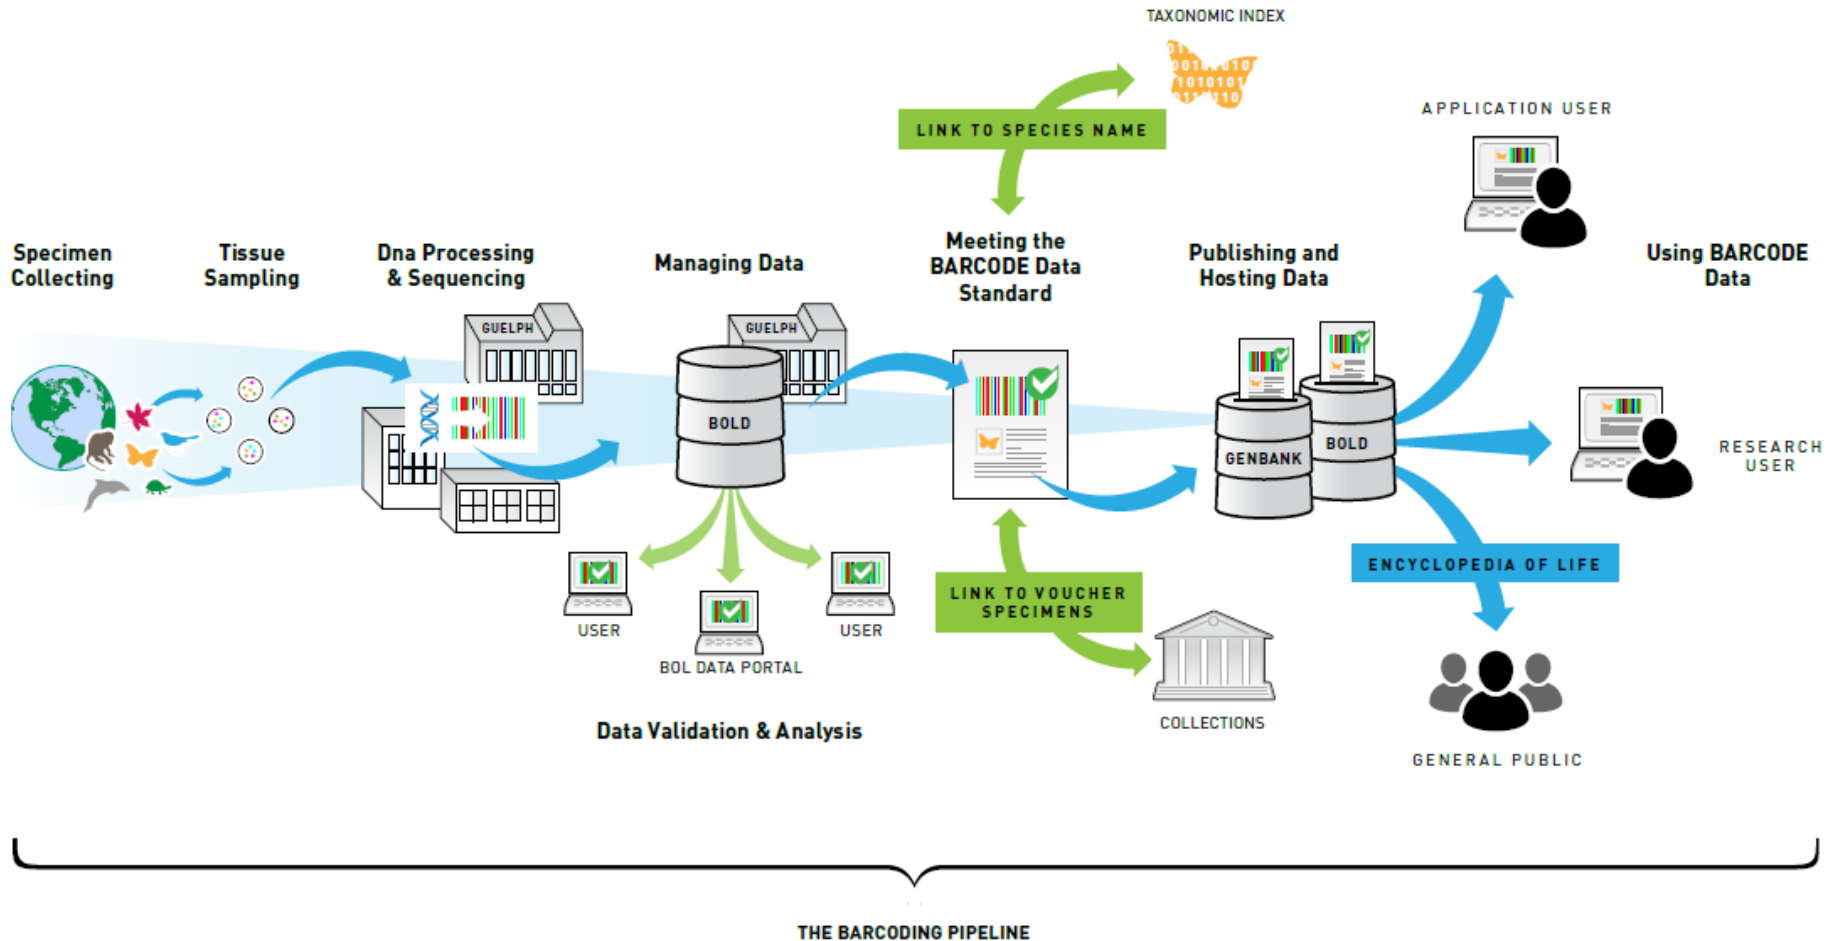 TAXONOMIC INDEX
LINK TO SPECIES NAME
APPLICATION USER
Specimen
Collecting
Tissue
Sampling
Dna Processing
& Sequencing
Managing Data
Meeting the
BARCODE Data
Standard
Publishing and
Hosting Data
Using BARCODE
Data
GUELPH
GUELPH
BOLD
GENBANK
BOLD
RESEARCH
USER
USER
BOL DATA PORTAL
USER
LINK TO VOUCHER
SPECIMENS
ENCYCLOPEDIA OF LIFE
COLLECTIONS
Data Validation & Analysis
GENERAL PUBLIC
THE BARCODING PIPELINE